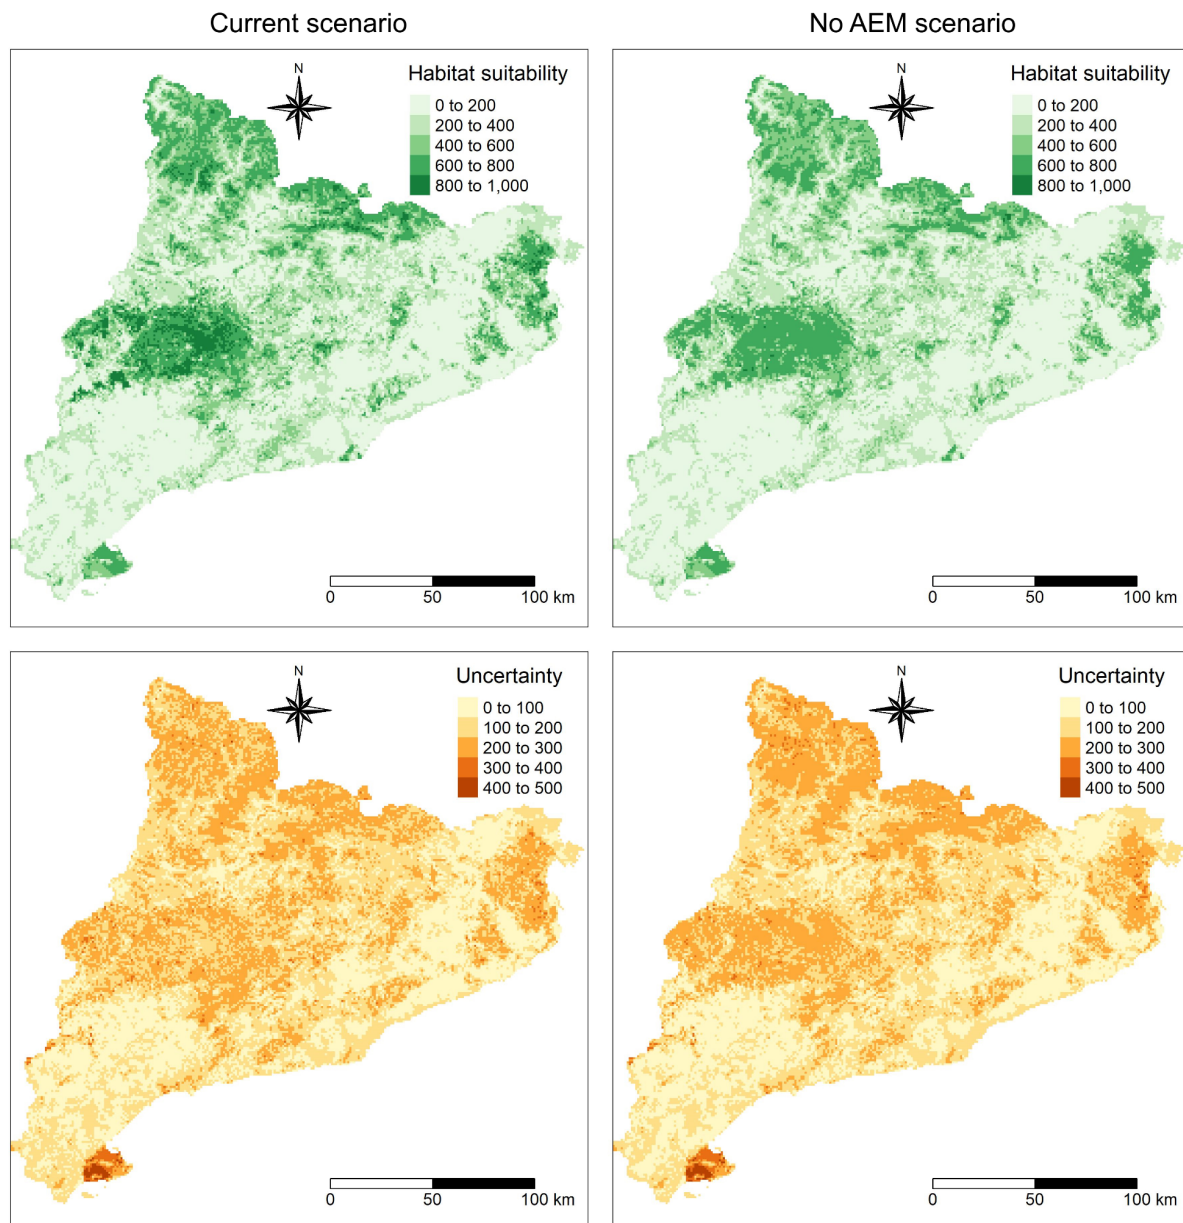 Current scenario
No AEM scenario
N
Habitat suitability
0 to 200
200 to 400
400 to 600
600 to 800
800 to 1,000
0 50 100 km
N
Habitat suitability
0 to 200
200 to 400
400 to 600
600 to 800
800 to 1,000
0 50 100 km
N
Uncertainty
0 to 100
100 to 200
200 to 300
300 to 400
400 to 500
0 50 100 km
N
Uncertainty
0 to 100
100 to 200
200 to 300
300 to 400
400 to 500
0 50 100 km